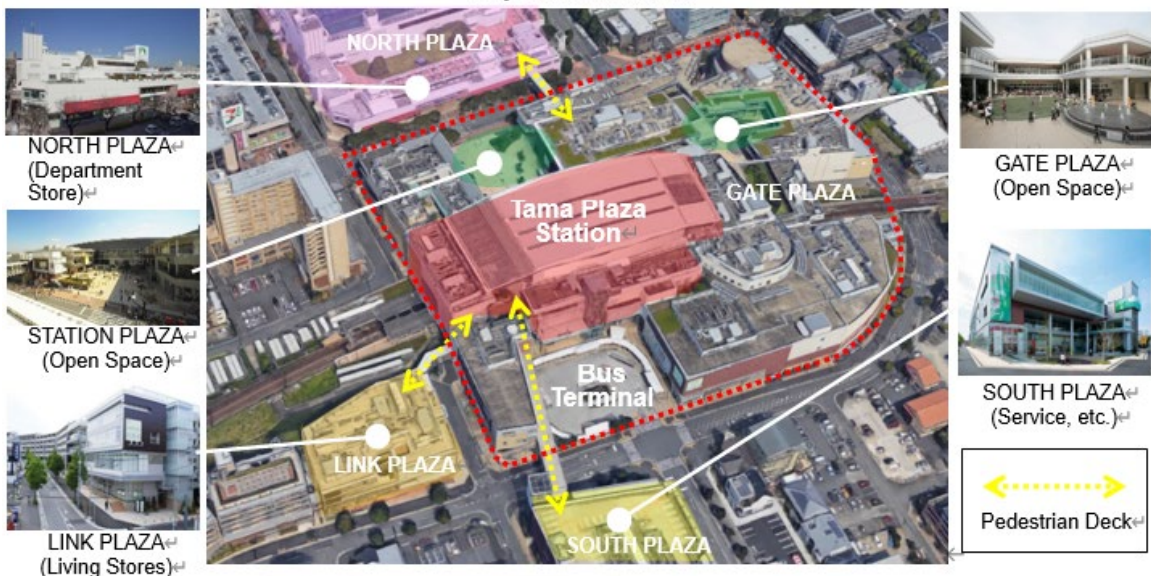 NORTH PLAZA
(Department
Store)
STATION PLAZA
(Open Space)
LINK PLAZA
(Living Stores)
NORTH PLAZA
GATE PLAZA
Tama Plaza
Station
Bus
Terminal
LINK PLAZA
SOUTH PLAZA
GATE PLAZA
(Open Space)
SOUTH PLAZA
(Service, etc.)
Pedestrian Deck